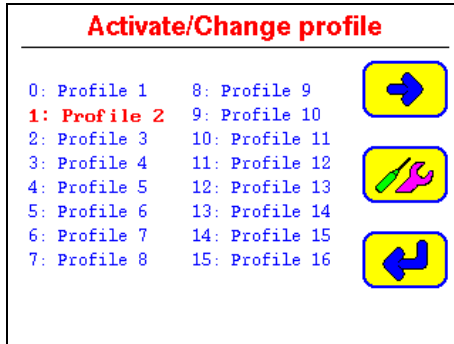 Activate/Change profile
0: Profile 1
1: Profile 2
2: Profile 3
3: Profile 4
4: Profile 5
5: Profile 6
6: Profile 7
7: Profile 8
8: Profile 9
9: Profile 10
10: Profile 11
11: Profile 12
12: Profile 13
13: Profile 14
14: Profile 15
15: Profile 16